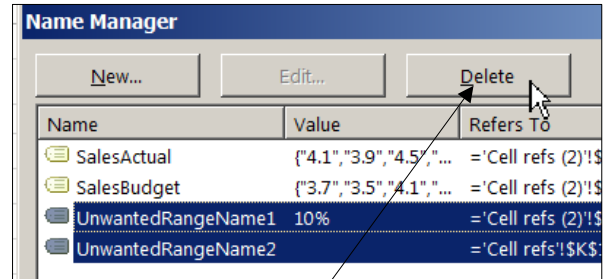 Name Manager
New... Edit... Delete
Name Value Refers To
SalesActual {"4.1","3.9","4.5","... ='Cell refs (2)'!$
SalesBudget {"3.7","3.5","4.1","... ='Cell refs (2)'!$
UnwantedRangeName1 10% ='Cell refs (2)'!$
UnwantedRangeName2 ='Cell refs'!$K$